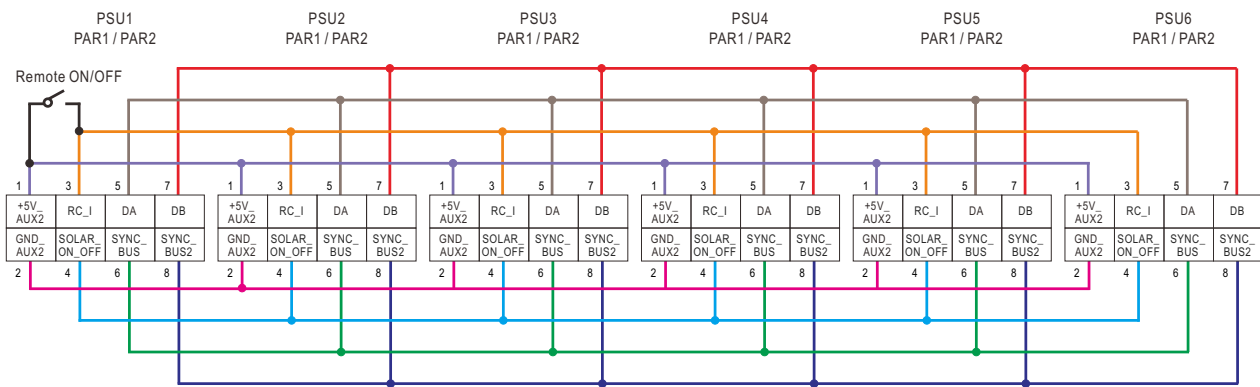 PSU1 PSU2 PSU3 PSU4 PSU5 PSU6
PAR1 / PAR2 PAR1 / PAR2 PAR1 / PAR2 PAR1 / PAR2 PAR1 / PAR2 PAR1 / PAR2
Remote ON/OFF
1 3 5 7 1 3 5 7 1 3 5 7 1 3 5 7 1 3 5 7 1 3 5 7
+5V_ +5V_ +5V_ +5V_ +5V_ +5V_
AUX2 RC_I DA DB AUX2 RC_I DA DB AUX2 RC_I DA DB AUX2 RC_I DA DB AUX2 RC_I DA DB AUX2 RC_I DA DB
GND_ SOLAR_ SYNC_ SYNC_ GND_ SOLAR_ SYNC_ SYNC_ GND_ SOLAR_ SYNC_ SYNC_ GND_ SOLAR_ SYNC_ SYNC_ GND_ SOLAR_ SYNC_ SYNC_ GND_ SOLAR_ SYNC_ SYNC_
AUX2 ON_OFF BUS BUS2 AUX2 ON_OFF BUS BUS2 AUX2 ON_OFF BUS BUS2 AUX2 ON_OFF BUS BUS2 AUX2 ON_OFF BUS BUS2 AUX2 ON_OFF BUS BUS2
2 4 6 8 2 4 6 8 2 4 6 8 2 4 6 8 2 4 6 8 2 4 6 8